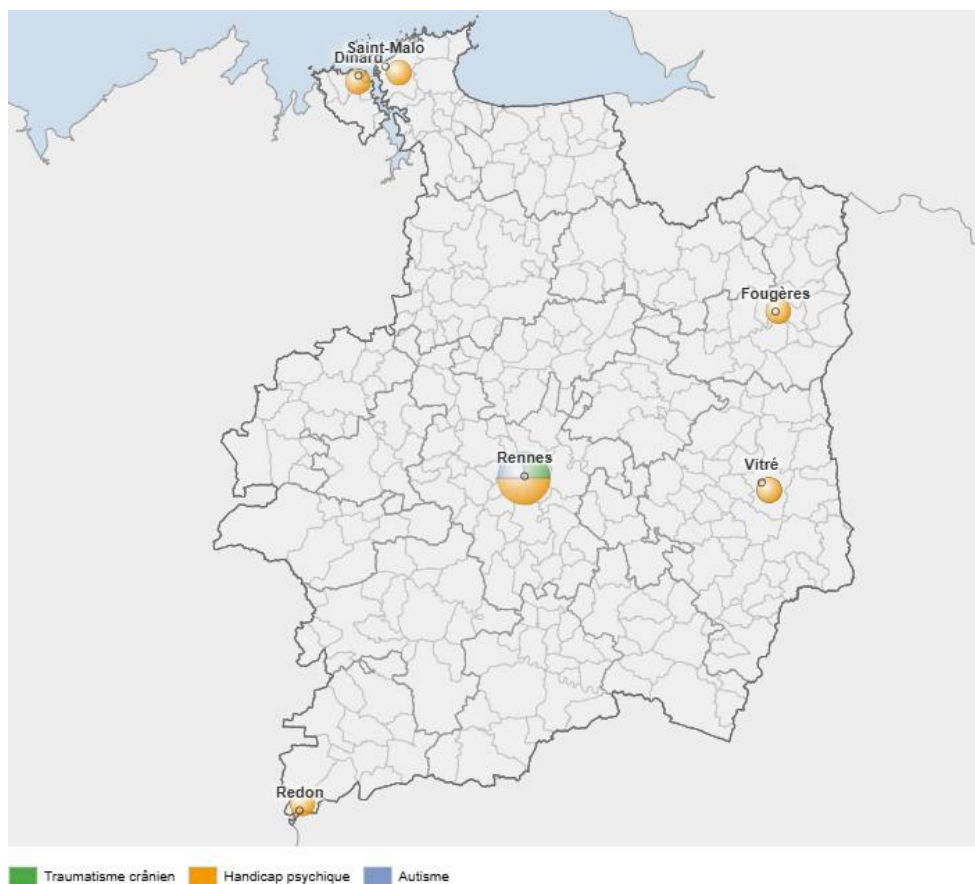 Saint-Malo
Dinard
Fougères
Rennes
Vitré
Redon
Traumatisme crânien Handicap psychique Autisme